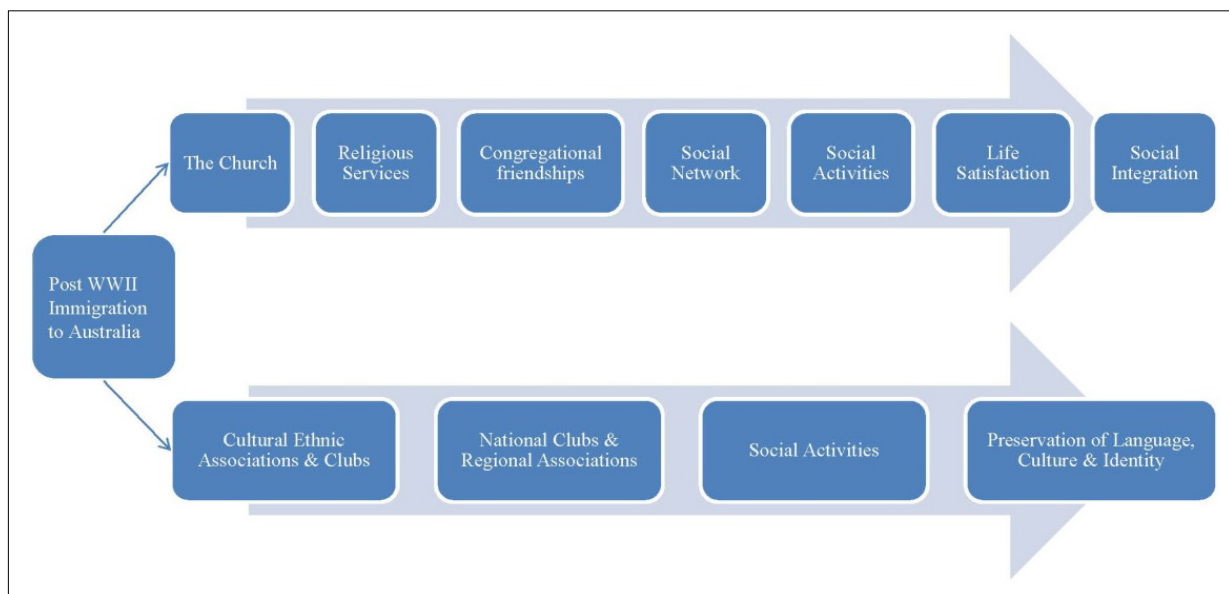 The Church
Religious
Services
Congregational
friendships
Social
Network
Social
Activities
Life
Satisfaction
Social
Integration
Post WWII
Immigration
to Australia
Cultural Ethnic
Associations & Clubs
National Clubs &
Regional Associations
Social Activities
Preservation of Language,
Culture & Identity